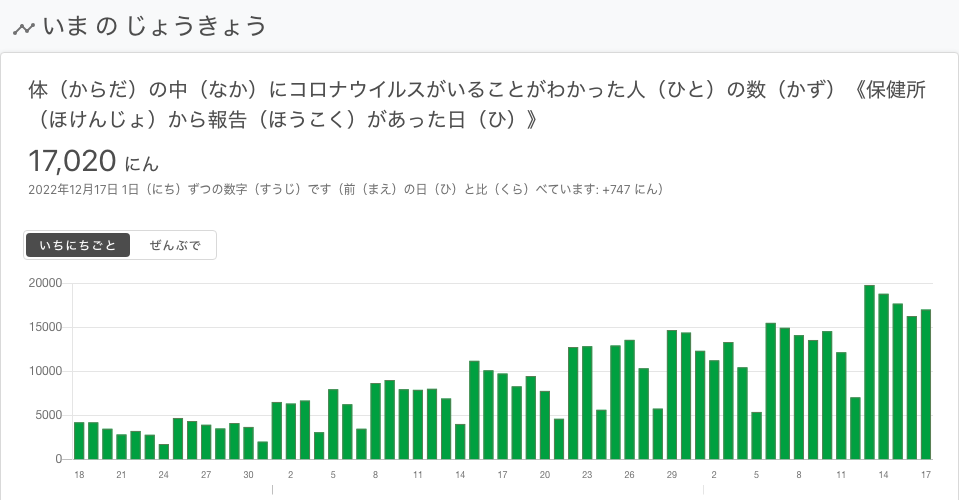 いま の じょうきょう
体（からだ）の中（なか）にコロナウイルスがいることがわかった人（ひと）の数（かず）《保健所
（ほけんじょ）から報告（ほうこく）があった日（ひ）》
17,020 にん
2022年12月17日 1日（にち）ずつの数字（すうじ）です（前（まえ）の日（ひ）と比（くら）べています: +747 にん）
いちにちごと ぜんぶで
20000
15000
10000
5000
0
18 21 24 27 30 2 5 8 11 14 17 20 23 26 29 2 5 8 11 14 17